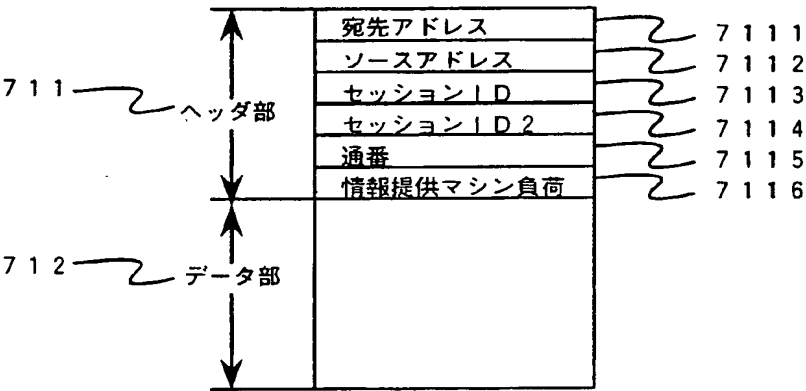 宛先アドレス 7111
ソースアドレス 7112
711 ヘッダ部 セッションID 7113
セッションID2 7114
通番 7115
情報提供マシン負荷 7116
712 データ部